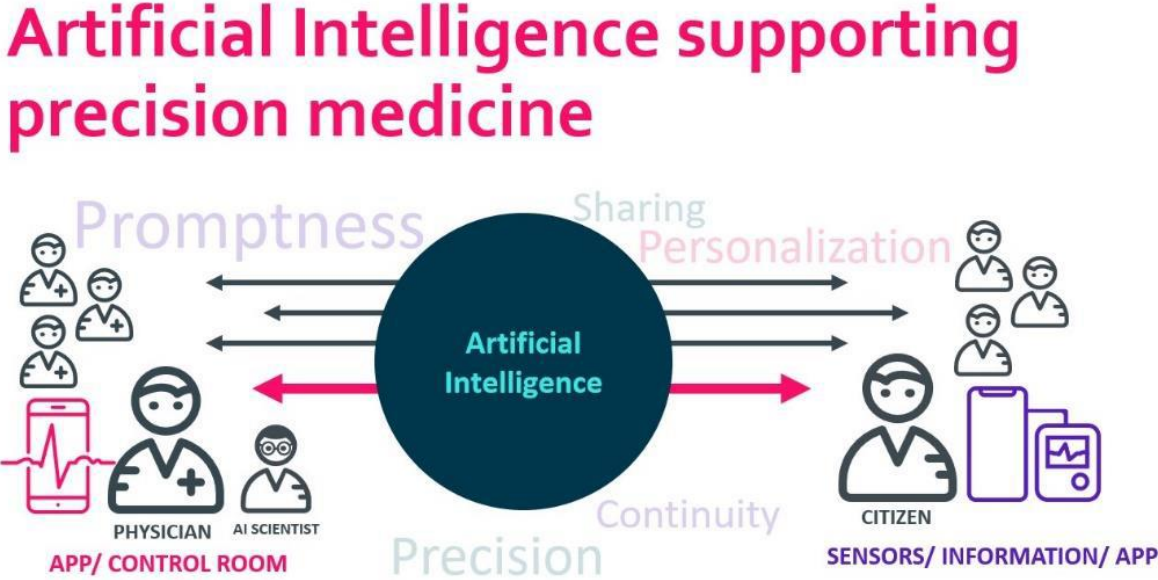 Artificial Intelligence supporting
precision medicine
Promptness
Sharing
Personalization
Artificial
Intelligence
Continuity
Precision
PHYSICIAN
AI SCIENTIST
APP/ CONTROL ROOM
CITIZEN
SENSORS/ INFORMATION/ APP